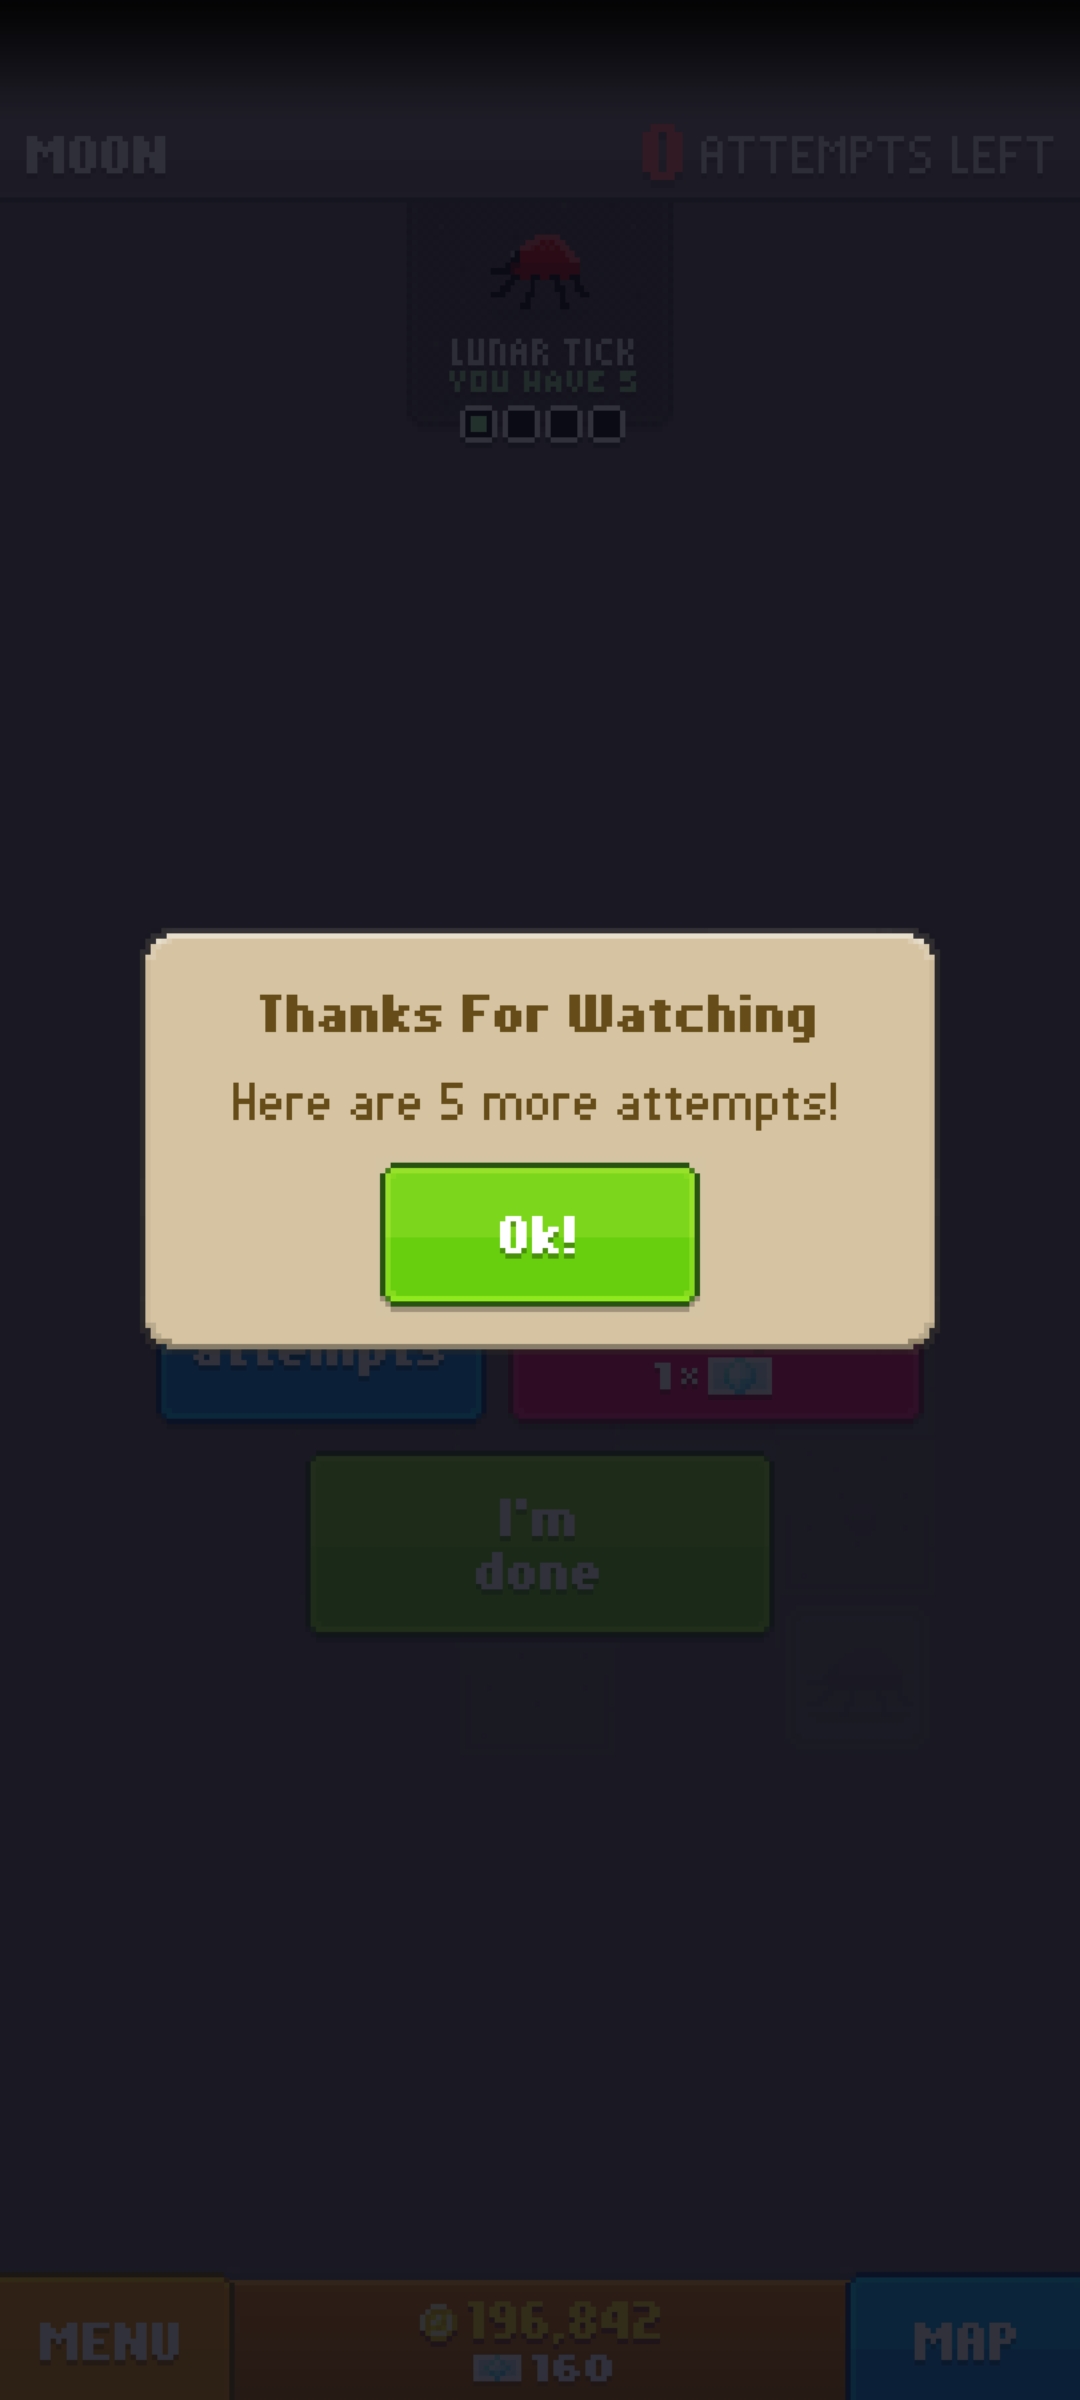 MOON
0 ATTEMPTS LEFT
LUNAR TICK
YOU HAVE 5
Thanks For Watching
Here are 5 more attempts!
Ok!
attempts
1×
I'm
done
MENU
196,842
160
MAP